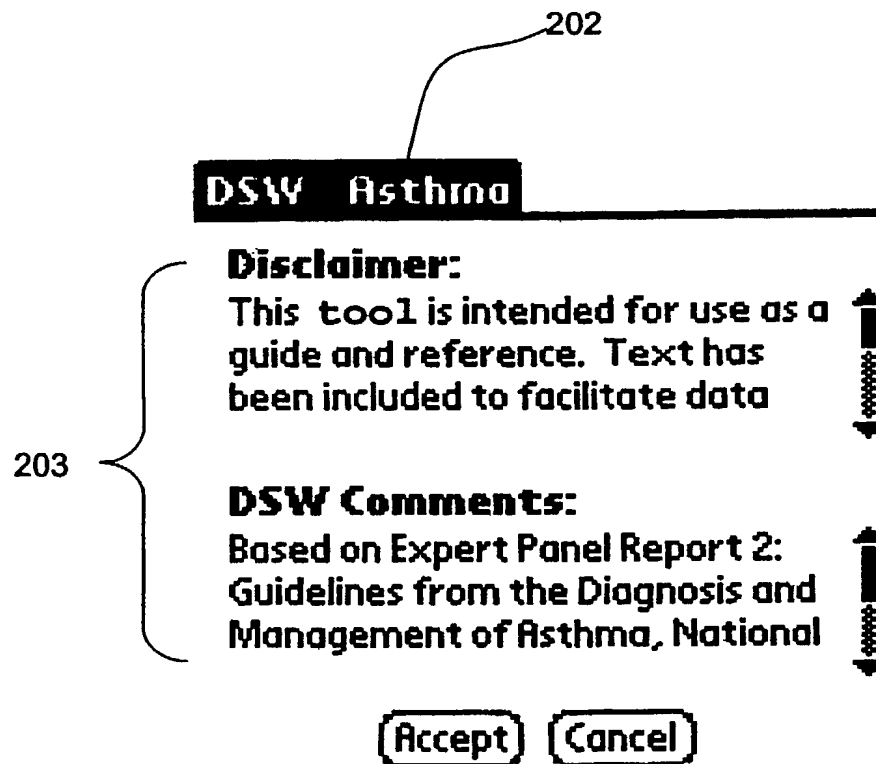 202
DSW Asthma
Disclaimer:
This tool is intended for use as a
guide and reference. Text has
been included to facilitate data
203
DSW Comments:
Based on Expert Panel Report 2:
Guidelines from the Diagnosis and
Management of Asthma, National
Accept Cancel